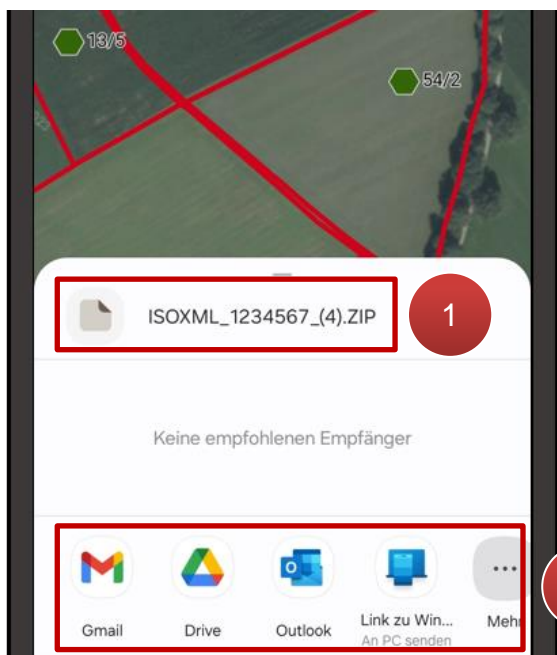 13/5
54/2
ISOXML_1234567_(4).ZIP
1
Keine empfohlenen Empfänger
Gmail
Drive
Outlook
Link zu Win...
An PC senden
Mehr